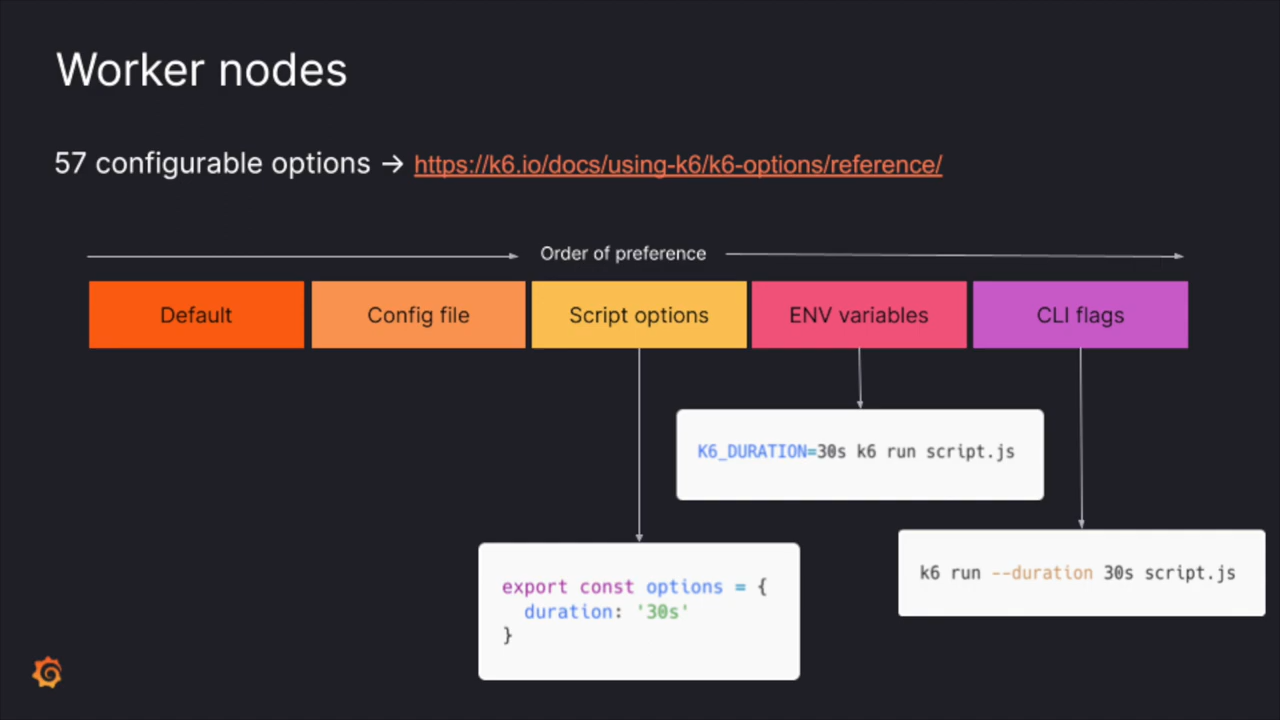 Worker nodes
57 configurable options → https://k6.io/docs/using-k6/k6-options/reference/
Order of preference
Default
Config file
Script options
ENV variables
CLI flags
K6_DURATION=30s k6 run script.js
k6 run --duration 30s script.js
export const options = {
  duration: '30s'
}